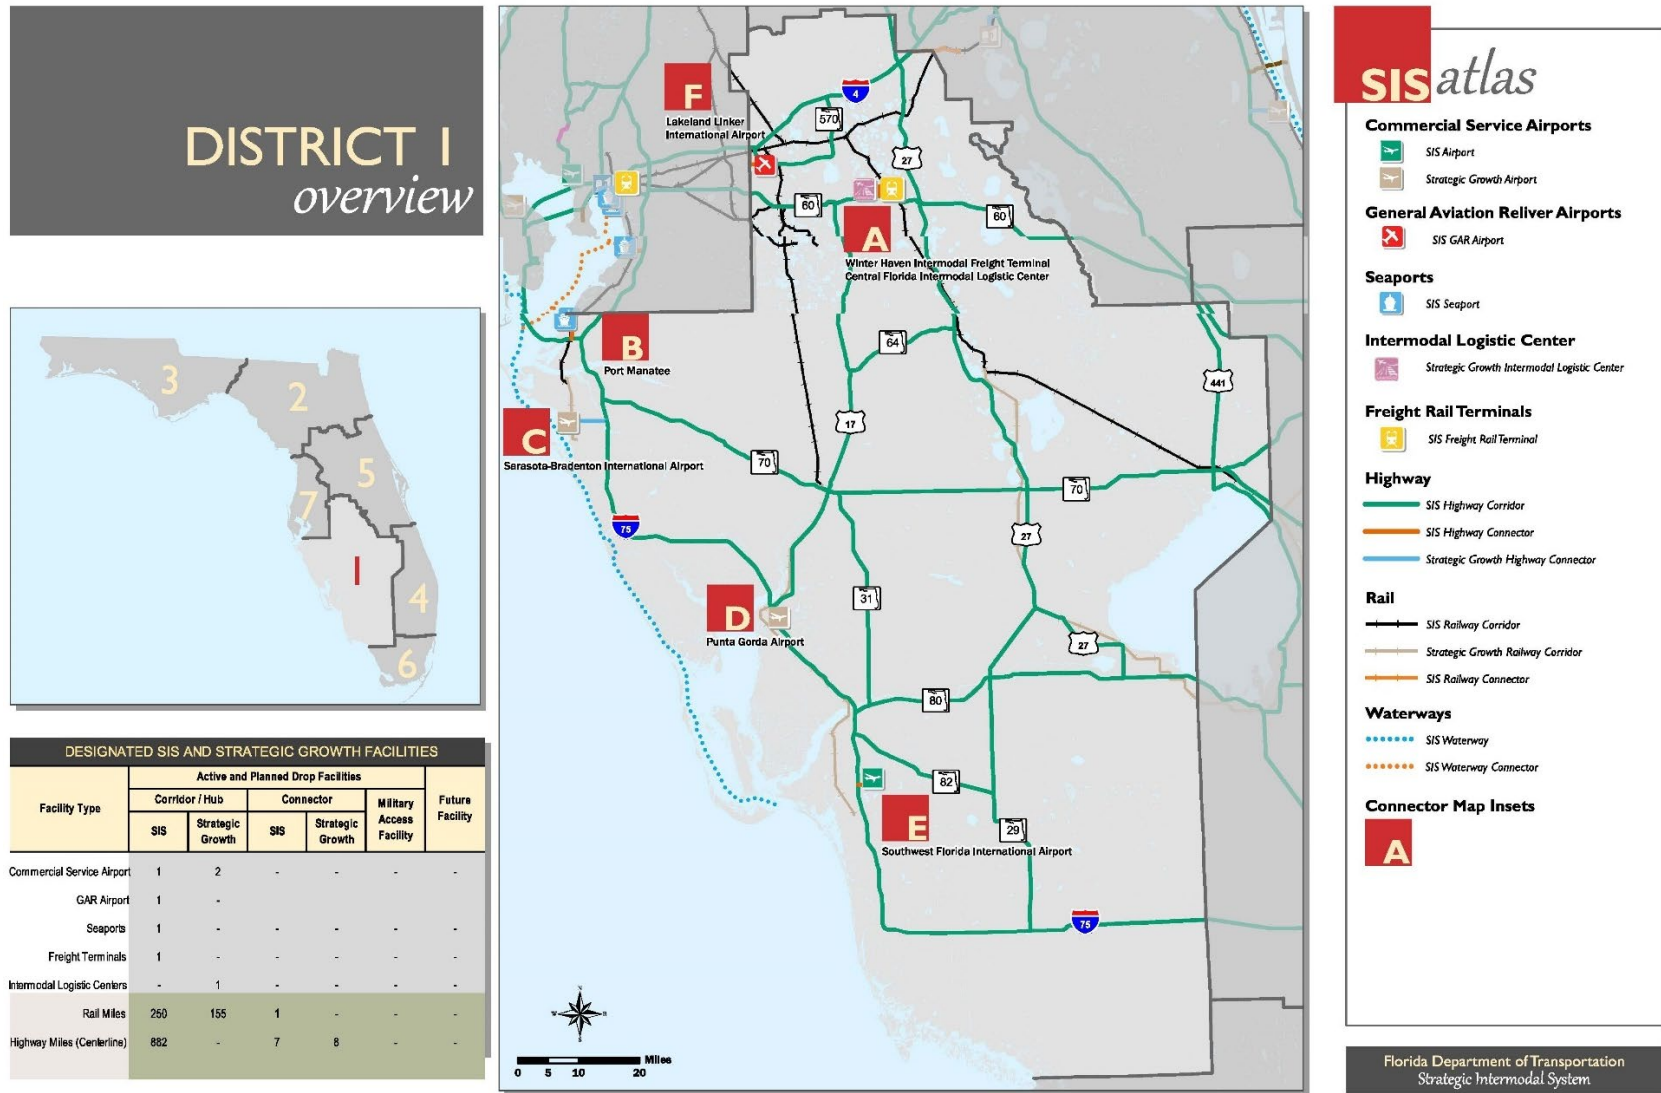 DISTRICT 1
overview
3
2
5
7
1
4
6
DESIGNATED SIS AND STRATEGIC GROWTH FACILITIES
Facility Type
Active and Planned Drop Facilities
Future Facility
Corridor / Hub
Connector
Military Access Facility
SIS
Strategic Growth
SIS
Strategic Growth
Commercial Service Airport 1 2 - - - -
GAR Airport 1 -
Seaports 1 - - - - -
Freight Terminals 1 - - - - -
Intermodal Logistic Centers - 1 - - - -
Rail Miles 250 155 1 - - -
Highway Miles (Centerline) 682 - 7 8 - -
F
Lakeland Linker
International Airport
4
570
27
60
60
A
Winter Haven Intermodal Freight Terminal
Central Florida Intermodal Logistic Center
B
Port Manatee
64
441
17
C
Sarasota-Bradenton International Airport
70
70
75
27
31
D
Punta Gorda Airport
27
80
82
E
Southwest Florida International Airport
29
75
N
W
E
S
Miles
0 5 10 20
SIS atlas
Commercial Service Airports
SIS Airport
Strategic Growth Airport
General Aviation Reliver Airports
SIS GAR Airport
Seaports
SIS Seaport
Intermodal Logistic Center
Strategic Growth Intermodal Logistic Center
Freight Rail Terminals
SIS Freight Rail Terminal
Highway
SIS Highway Corridor
SIS Highway Connector
Strategic Growth Highway Connector
Rail
SIS Railway Corridor
Strategic Growth Railway Corridor
SIS Railway Connector
Waterways
SIS Waterway
SIS Waterway Connector
Connector Map Insets
A
Florida Department of Transportation
Strategic Intermodal System